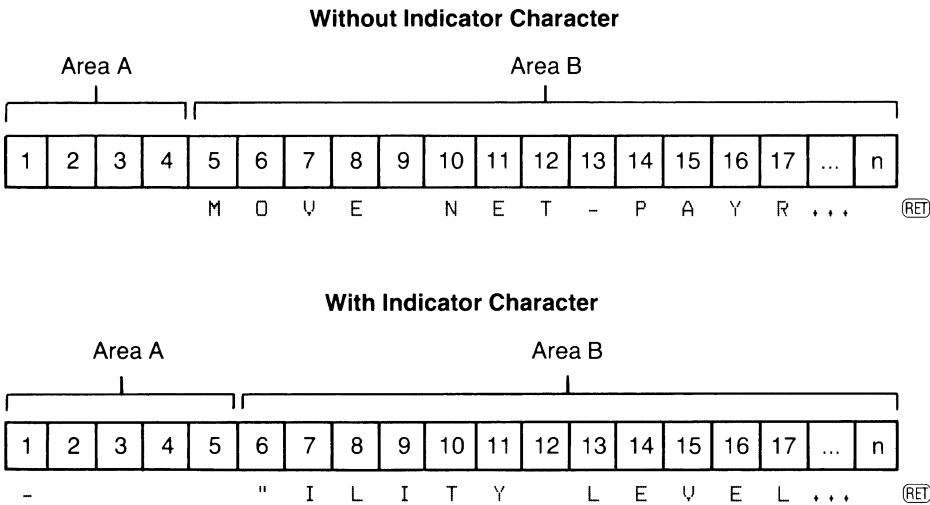 Without Indicator Character
Area A Area B
1 2 3 4 5 6 7 8 9 10 11 12 13 14 15 16 17 ... n
M O V E N E T - P A Y R ... RET
With Indicator Character
Area A Area B
1 2 3 4 5 6 7 8 9 10 11 12 13 14 15 16 17 ... n
- " I L I T Y L E V E L ... RET